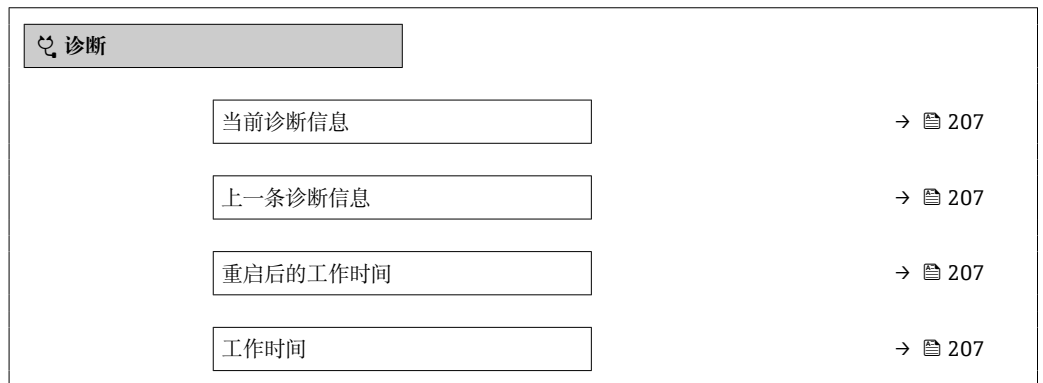 诊断
当前诊断信息 → 207
上一条诊断信息 → 207
重启后的工作时间 → 207
工作时间 → 207